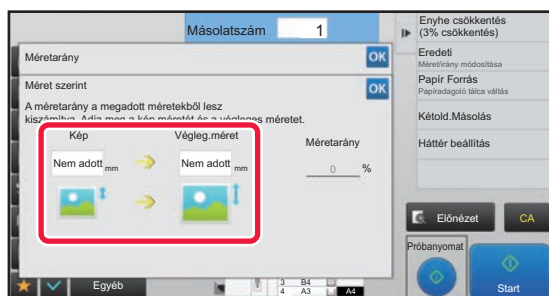 Másolatszám 1
Méretarány OK
Méret szerint OK
A méretarány a megadott méretekből lesz
kiszámítva. Adja meg a kép méretét és a végleges méretet.
Kép Végleg.méret Méretarány
Nem adott mm Nem adott mm 0 %
Egyéb
3 B4
4 A3 A4
Enyhe csökkentés
(3% csökkentés)
Eredeti
Méret/irány módosítása
Papír Forrás
Papíradagoló tálca váltás
Kétold.Másolás
Háttér beállítás
Előnézet CA
Próbanyomat
Start